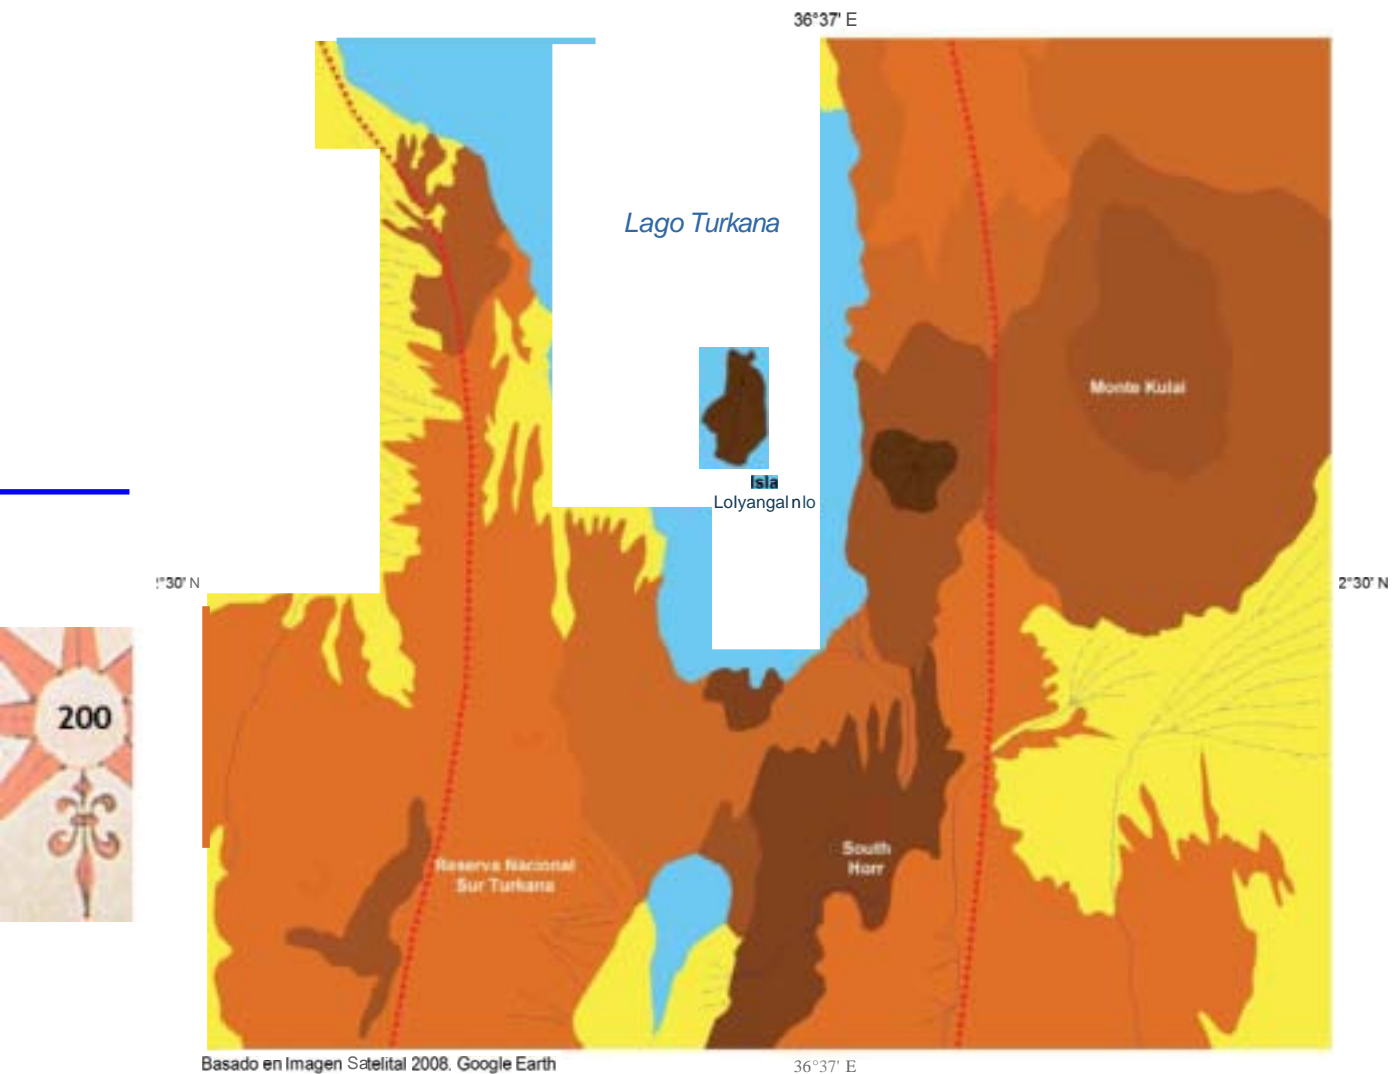 36°37' E
Lago Turkana
Monte Kulal
Isla
Lolyangalnlo
2°30' N
2°30' N
200
South
Horr
Reserva Nacional
Sur Turkana
Basado en Imagen Satelital 2008. Google Earth
36°37' E